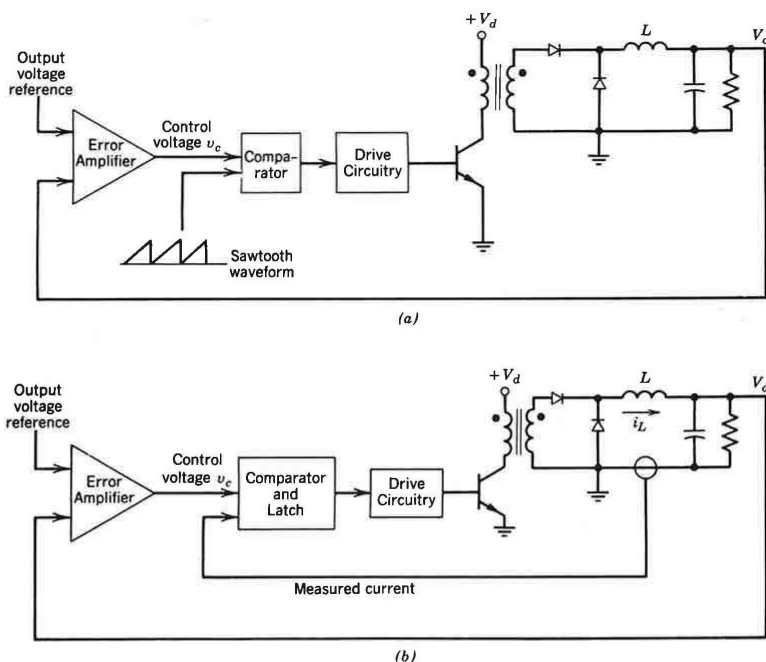 + V_d
L
V_o
Output
voltage
reference
Control
voltage v_c
Error
Amplifier
Compa-
rator
Drive
Circuitry
Sawtooth
waveform
(a)
+ V_d
L
V_o
Output
voltage
reference
i_L
Control
voltage v_c
Error
Amplifier
Comparator
and
Latch
Drive
Circuitry
Measured current
(b)